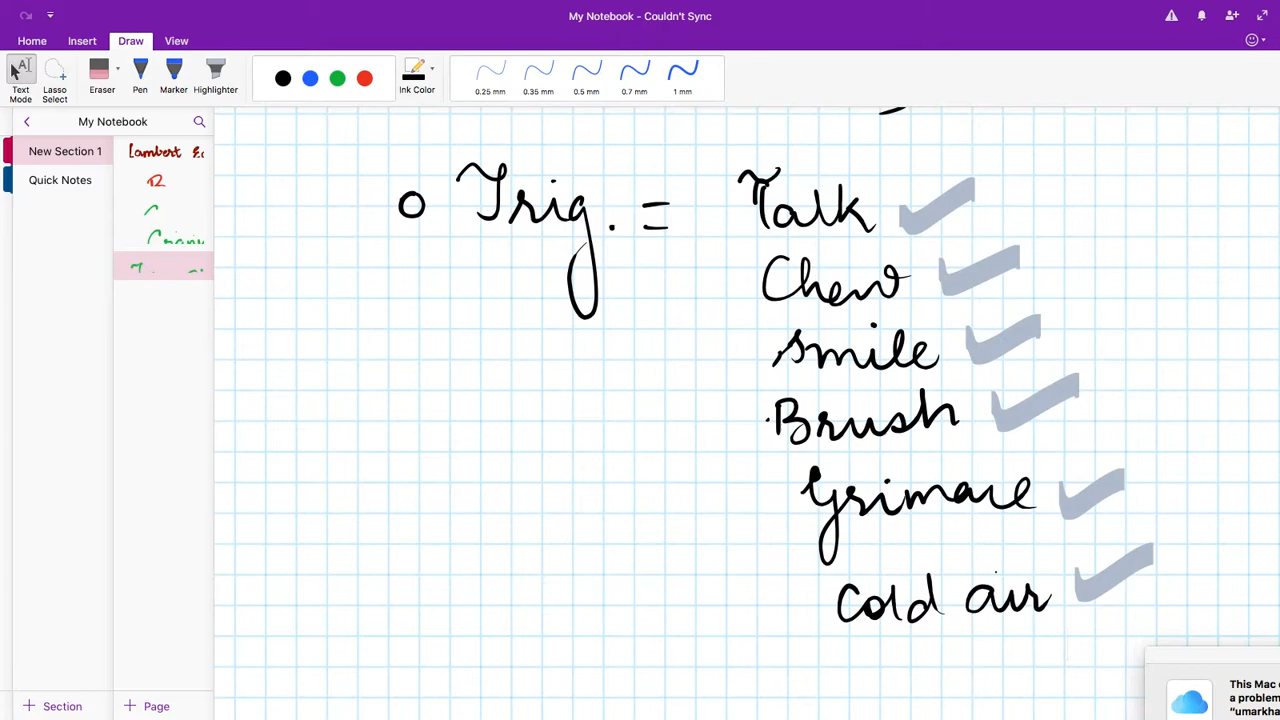 My Notebook - Couldn't Sync
Home Insert Draw View
Text Mode
Lasso Select
Eraser
Pen
Marker
Highlighter
Ink Color
0.25 mm 0.35 mm 0.5 mm 0.7 mm 1 mm
My Notebook
New Section 1
Quick Notes
Lambert
+ Section + Page
o Trig. = Talk
Chew
Smile
Brush
Grimace
Cold air
This Mac
a problem
"umarkha